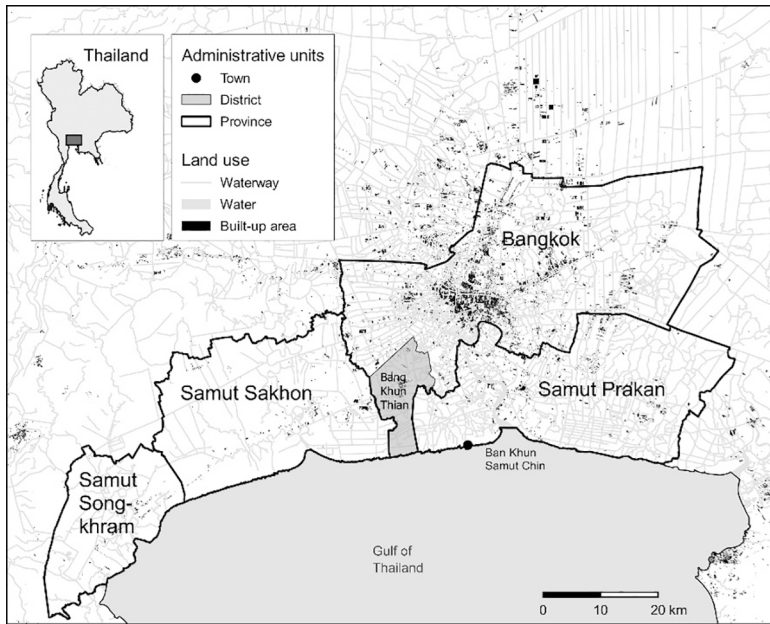 Thailand
Administrative units
Town
District
Province
Land use
Waterway
Water
Built-up area
Bangkok
Samut Sakhon
Bang
Khun
Thian
Samut Prakan
Ban Khun
Samut Chin
Samut
Song-
khram
Gulf of
Thailand
0 10 20 km